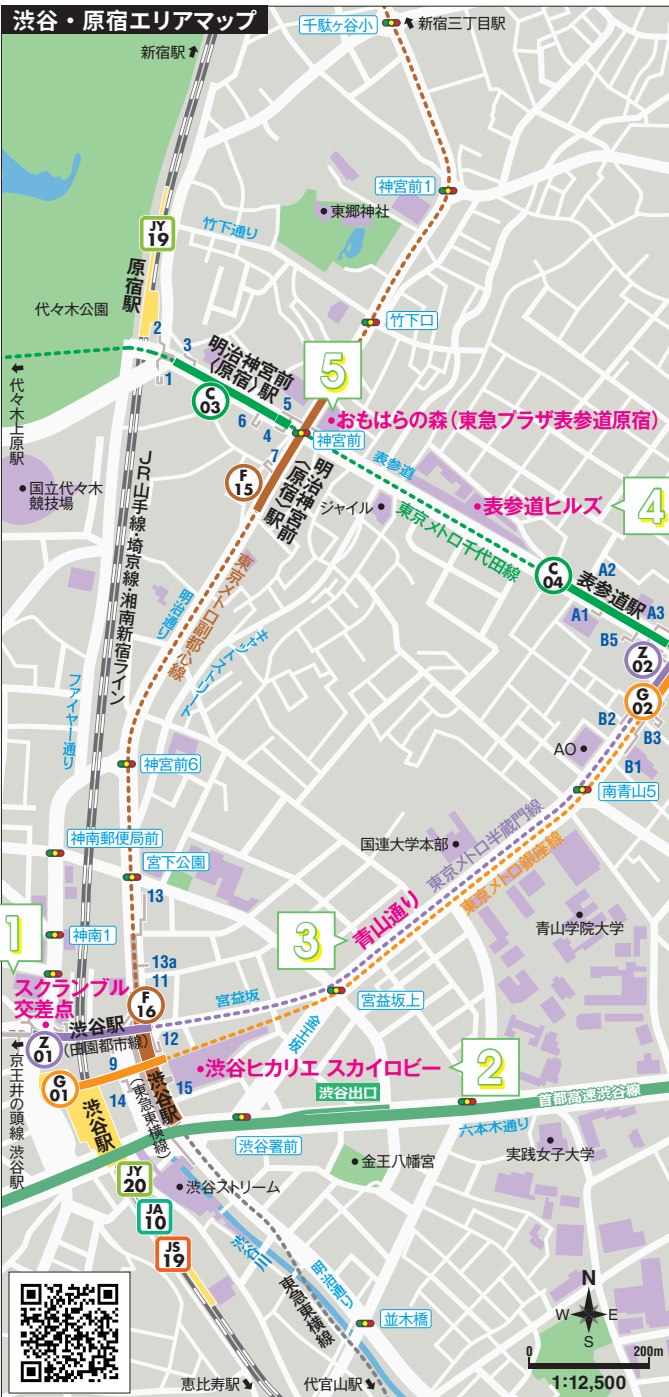 渋谷・原宿エリアマップ
千駄ヶ谷小
新宿三丁目駅
新宿駅
神宮前1
東郷神社
竹下通り
JY
19
原宿駅
代々木公園
竹下口
2
3
1
明治神宮前
〈原宿〉駅
5
C
03
6
4
5
7
おもはらの森(東急プラザ表参道原宿)
神宮前
代々木上原駅
表参道
F
15
明治神宮前
〈原宿〉駅
国立代々木
競技場
ジャイル
表参道ヒルズ
4
東京メトロ千代田線
JR山手線・埼京線・湘南新宿ライン
C
04
A2
表参道駅
A1
A3
B5
Z
02
G
02
明治通り
東京メトロ副都心線
キャットストリート
ファイヤー通り
B2
B3
AO
B1
神宮前6
南青山5
神南郵便局前
国連大学本部
東京メトロ半蔵門線
東京メトロ銀座線
宮下公園
13
1
神南1
3
青山通り
青山学院大学
13a
11
スクランブル
交差点
F
16
宮益坂
宮益坂上
渋谷駅
(田園都市線)
Z
01
12
金王坂
京王井の頭線 渋谷駅
9
G
01
渋谷ヒカリエ スカイロビー
2
14
15
渋谷駅
(東急東横線)
渋谷駅
渋谷出口
首都高速渋谷線
六本木通り
渋谷署前
実践女子大学
金王八幡宮
JY
20
渋谷ストリーム
JA
10
JS
19
渋谷川
明治通り
東急東横線
並木橋
恵比寿駅
代官山駅
N
W
E
S
0
200m
1:12,500